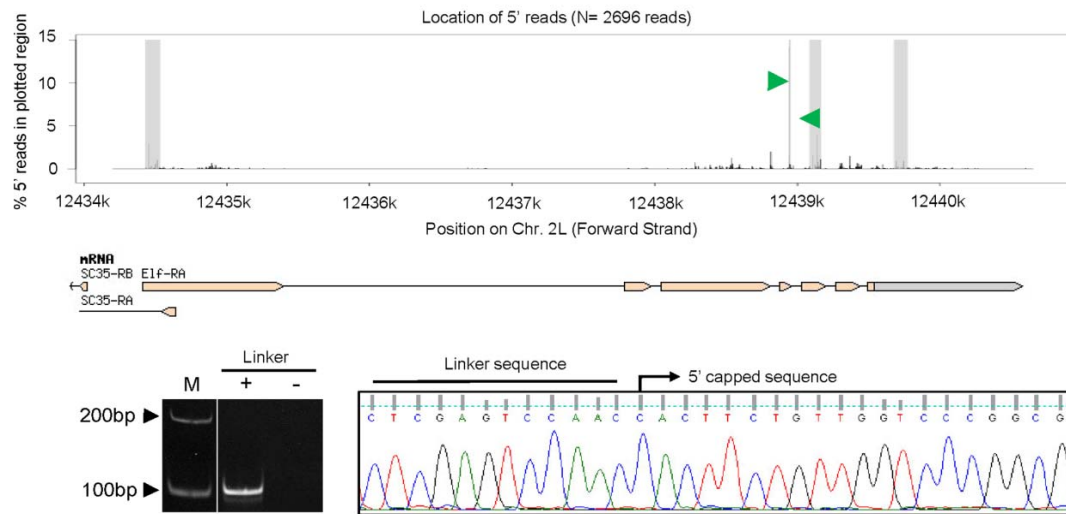 Location of 5' reads (N= 2696 reads)
% 5' reads in plotted region
15
10
5
0
12434k 12435k 12436k 12437k 12438k 12439k 12440k
Position on Chr. 2L (Forward Strand)
mRNA
SC35-RB Elf-RA
SC35-RA
Linker
M + -
200bp
100bp
Linker sequence
5' capped sequence
C T C G A G T C C A A C C A C T T C T G T T G G T C C C G G C G